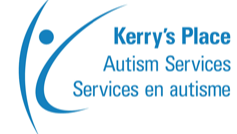 Kerry's Place
Autism Services
Services en autisme